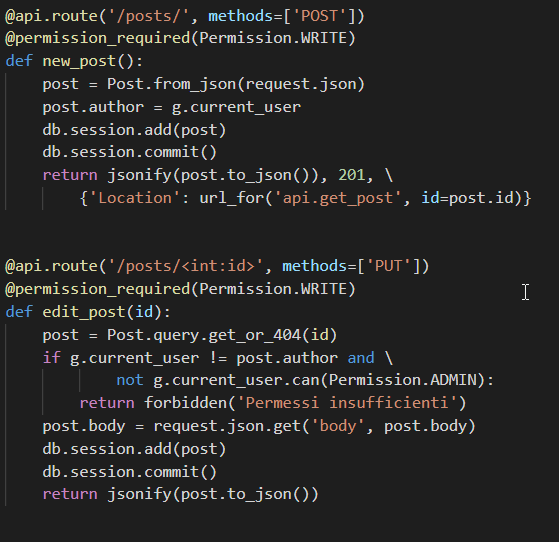 @api.route('/posts/', methods=['POST'])
@permission_required(Permission.WRITE)
def new_post():
    post = Post.from_json(request.json)
    post.author = g.current_user
    db.session.add(post)
    db.session.commit()
    return jsonify(post.to_json()), 201, \
        {'Location': url_for('api.get_post', id=post.id)}
@api.route('/posts/<int:id>', methods=['PUT'])
@permission_required(Permission.WRITE)
def edit_post(id):
    post = Post.query.get_or_404(id)
    if g.current_user != post.author and \
            not g.current_user.can(Permission.ADMIN):
        return forbidden('Permessi insufficienti')
    post.body = request.json.get('body', post.body)
    db.session.add(post)
    db.session.commit()
    return jsonify(post.to_json())